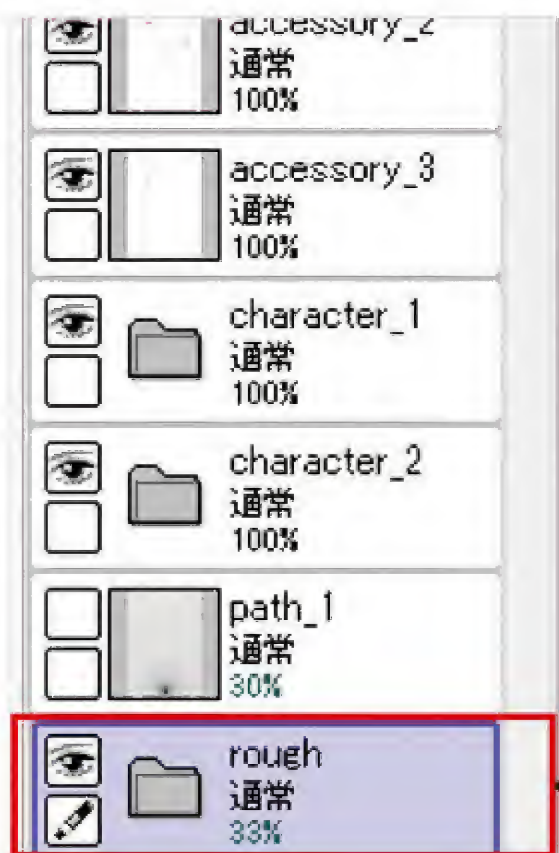 accessory_2
通常
100%
accessory_3
通常
100%
character_1
通常
100%
character_2
通常
100%
path_1
通常
30%
rough
通常
33%